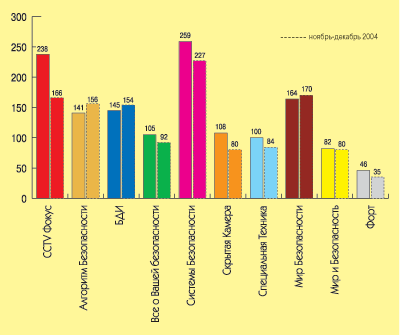 300
250
200
150
100
50
0
238
166
141
156
145
154
105
92
259
227
108
80
100
84
164
170
82
80
46
35
ноябрь-декабрь 2004
CCTV Фокус
Алгоритм Безопасности
БДИ
Все о Вашей безопасности
Системы Безопасности
Скрытая Камера
Специальная Техника
Мир Безопасности
Мир и Безопасность
Форт